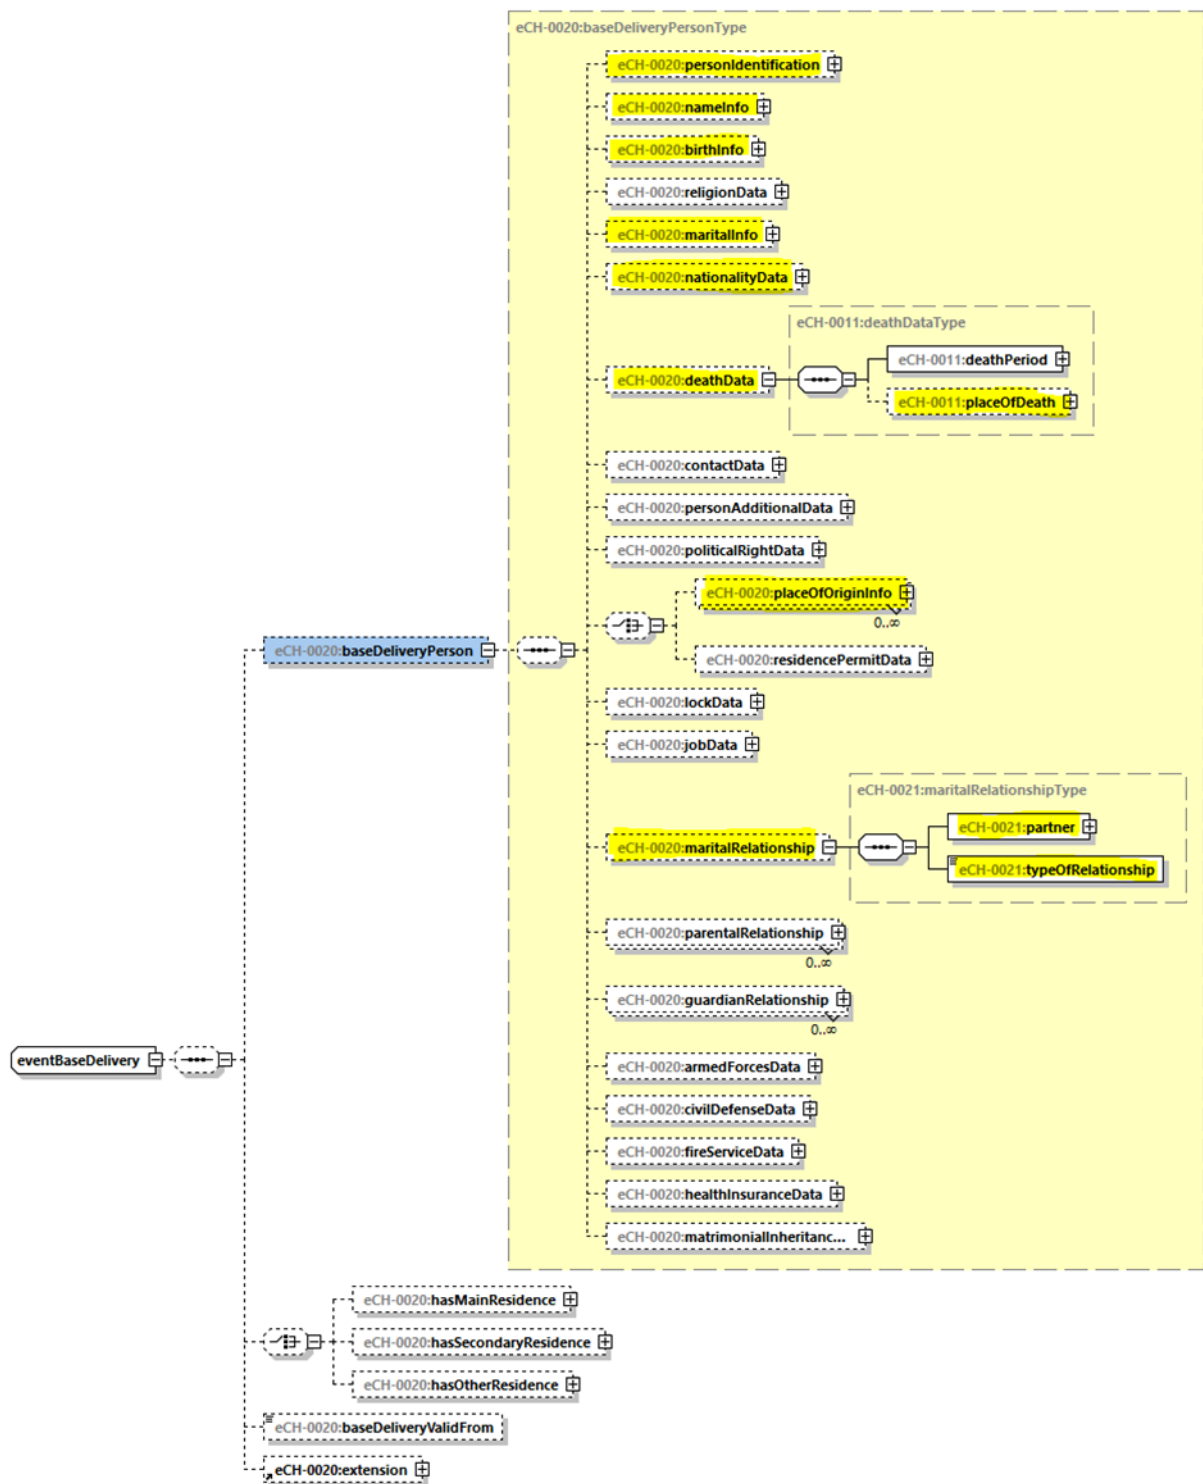 eCH-0020:baseDeliveryPersonType
eCH-0020:personIdentification
eCH-0020:nameInfo
eCH-0020:birthInfo
eCH-0020:religionData
eCH-0020:maritalInfo
eCH-0020:nationalityData
eCH-0011:deathDataType
eCH-0011:deathPeriod
eCH-0020:deathData
eCH-0011:placeOfDeath
eCH-0020:contactData
eCH-0020:personAdditionalData
eCH-0020:politicalRightData
eCH-0020:placeOfOriginInfo
0..∞
eCH-0020:baseDeliveryPerson
eCH-0020:residencePermitData
eCH-0020:lockData
eCH-0020:jobData
eCH-0021:maritalRelationshipType
eCH-0021:partner
eCH-0020:maritalRelationship
eCH-0021:typeOfRelationship
eCH-0020:parentalRelationship
0..∞
eCH-0020:guardianRelationship
0..∞
eventBaseDelivery
eCH-0020:armedForcesData
eCH-0020:civilDefenseData
eCH-0020:fireServiceData
eCH-0020:healthInsuranceData
eCH-0020:matrimonialInheritanc...
eCH-0020:hasMainResidence
eCH-0020:hasSecondaryResidence
eCH-0020:hasOtherResidence
eCH-0020:baseDeliveryValidFrom
eCH-0020:extension